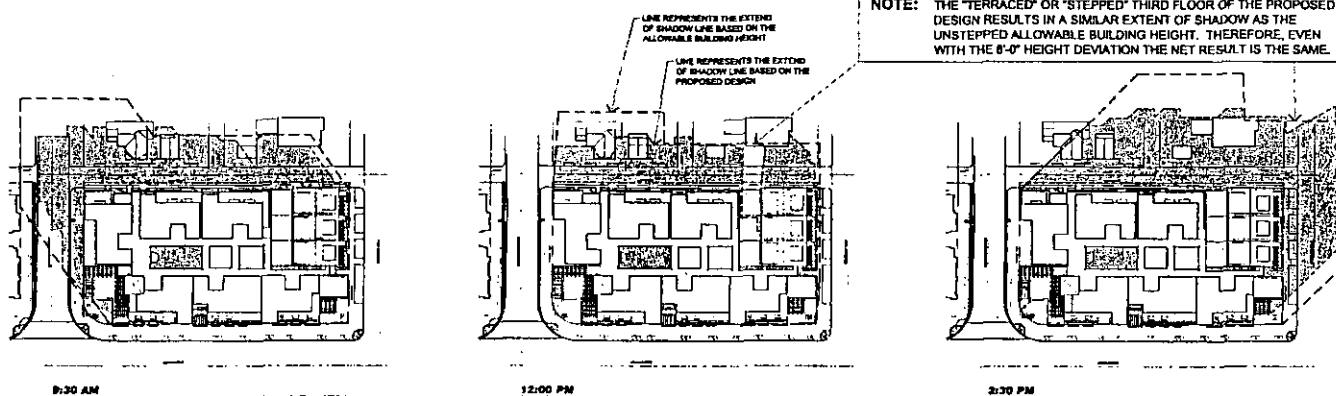 LINE REPRESENTS THE EXTEND
OF SHADOW LINE BASED ON THE
ALLOWABLE BUILDING HEIGHT
LINE REPRESENTS THE EXTEND
OF SHADOW LINE BASED ON THE
PROPOSED DESIGN
NOTE: THE "TERRACED" OR "STEPPED" THIRD FLOOR OF THE PROPOSED
DESIGN RESULTS IN A SIMILAR EXTENT OF SHADOW AS THE
UNSTEPPED ALLOWABLE BUILDING HEIGHT. THEREFORE, EVEN
WITH THE 8'-0" HEIGHT DEVIATION THE NET RESULT IS THE SAME.
9:30 AM
12:00 PM
2:30 PM